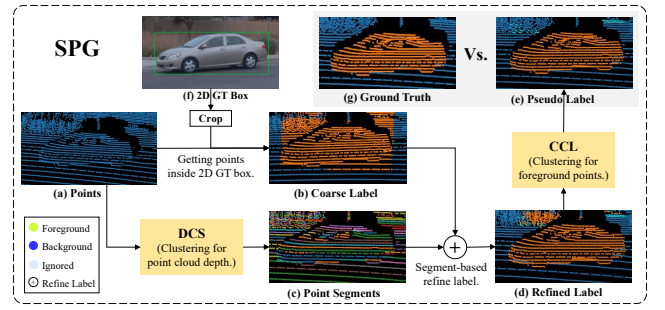 SPG
(f) 2D GT Box
Crop
(g) Ground Truth
Vs.
(e) Pseudo Label
Getting points
inside 2D GT box.
(a) Points
(b) Coarse Label
CCL
(Clustering for
foreground points.)
Foreground
Background
Ignored
Refine Label
DCS
(Clustering for
point cloud depth.)
(c) Point Segments
Segment-based
refine label.
(d) Refined Label